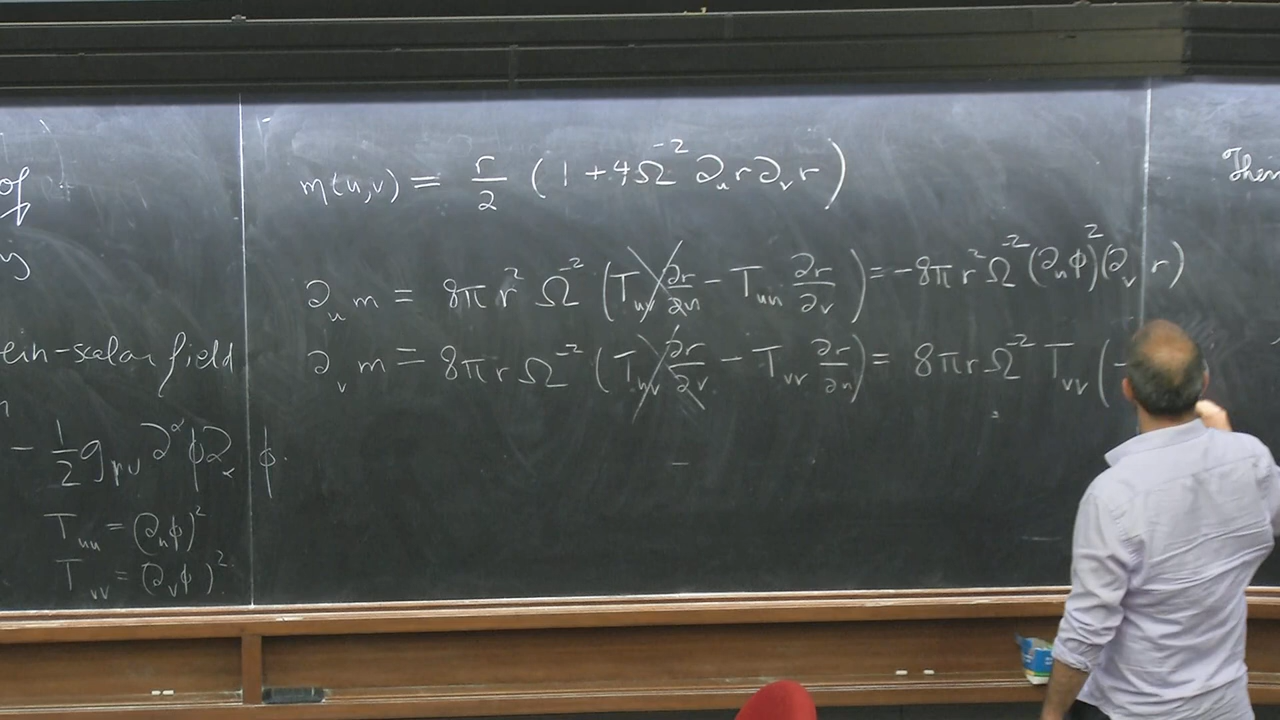 of
ein-scalar field
- 1/2 g_μν ∂^α φ ∂_α φ.
T_uu = (∂_u φ)^2
T_vv = (∂_v φ)^2.
m(u,v) = r/2 (1 + 4Ω^-2 ∂_u r ∂_v r)
∂_u m = 8π r^2 Ω^-2 (T_uv ∂r/∂u - T_uu ∂r/∂v) = -8π r^2 Ω^-2 (∂_u φ)^2 (∂_v r)
∂_v m = 8π r Ω^-2 (T_uv ∂r/∂v - T_vv ∂r/∂u) = 8π r Ω^-2 T_vv (-
Then